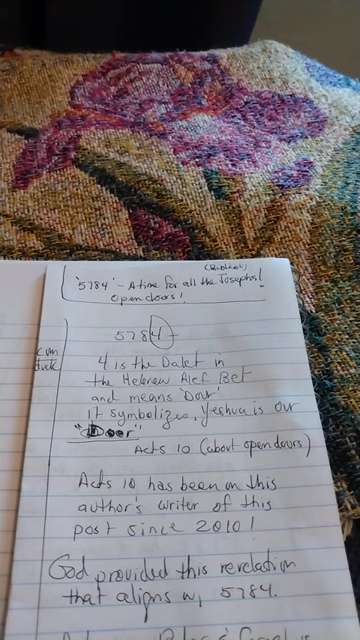 (Biblical)
"5784" - A time for all the Josephs!
Open doors!
5784
4 is the Dalet in
the Hebrew Alef Bet
and means Door
It symbolizes, Yeshua is Our
"Door"
Acts 10 (about open doors)
Acts 10 has been on this
author's writer of this
post since 2010!
God provided this revelation
that aligns w, 5784.